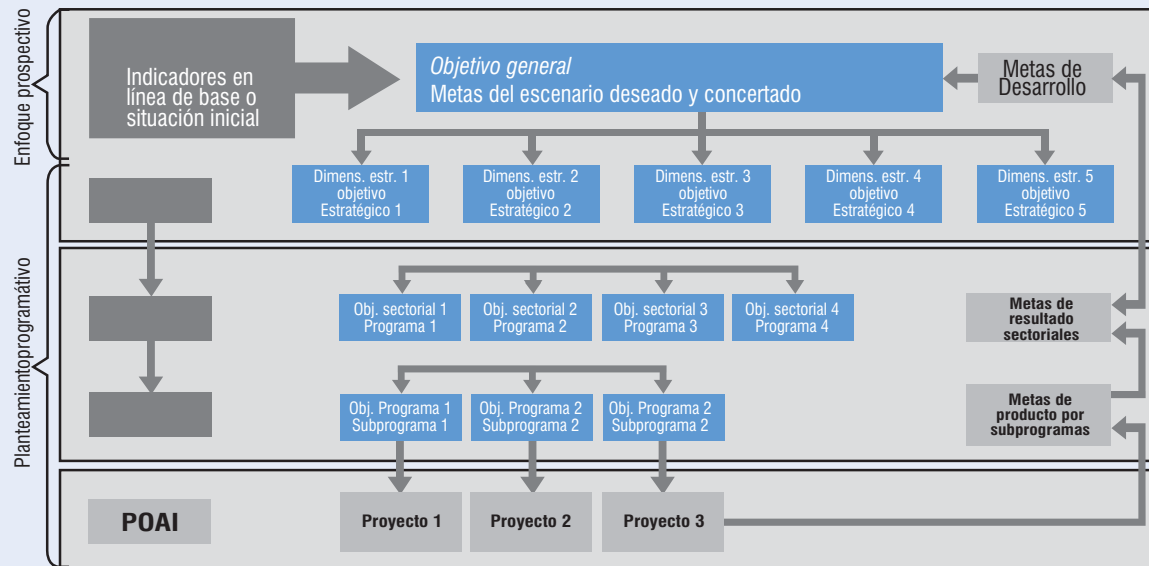 Enfoque prospectivo
Indicadores en
línea de base o
situación inicial
Objetivo general
Metas del escenario deseado y concertado
Metas de
Desarrollo
Dimens. estr. 1
objetivo
Estratégico 1
Dimens. estr. 2
objetivo
Estratégico 2
Dimens. estr. 3
objetivo
Estratégico 3
Dimens. estr. 4
objetivo
Estratégico 4
Dimens. estr. 5
objetivo
Estratégico 5
Planteamientoprogramátivo
Obj. sectorial 1
Programa 1
Obj. sectorial 2
Programa 2
Obj. sectorial 3
Programa 3
Obj. sectorial 4
Programa 4
Metas de
resultado
sectoriales
Obj. Programa 1
Subprograma 1
Obj. Programa 2
Subprograma 2
Obj. Programa 2
Subprograma 2
Metas de
producto por
subprogramas
POAI
Proyecto 1
Proyecto 2
Proyecto 3